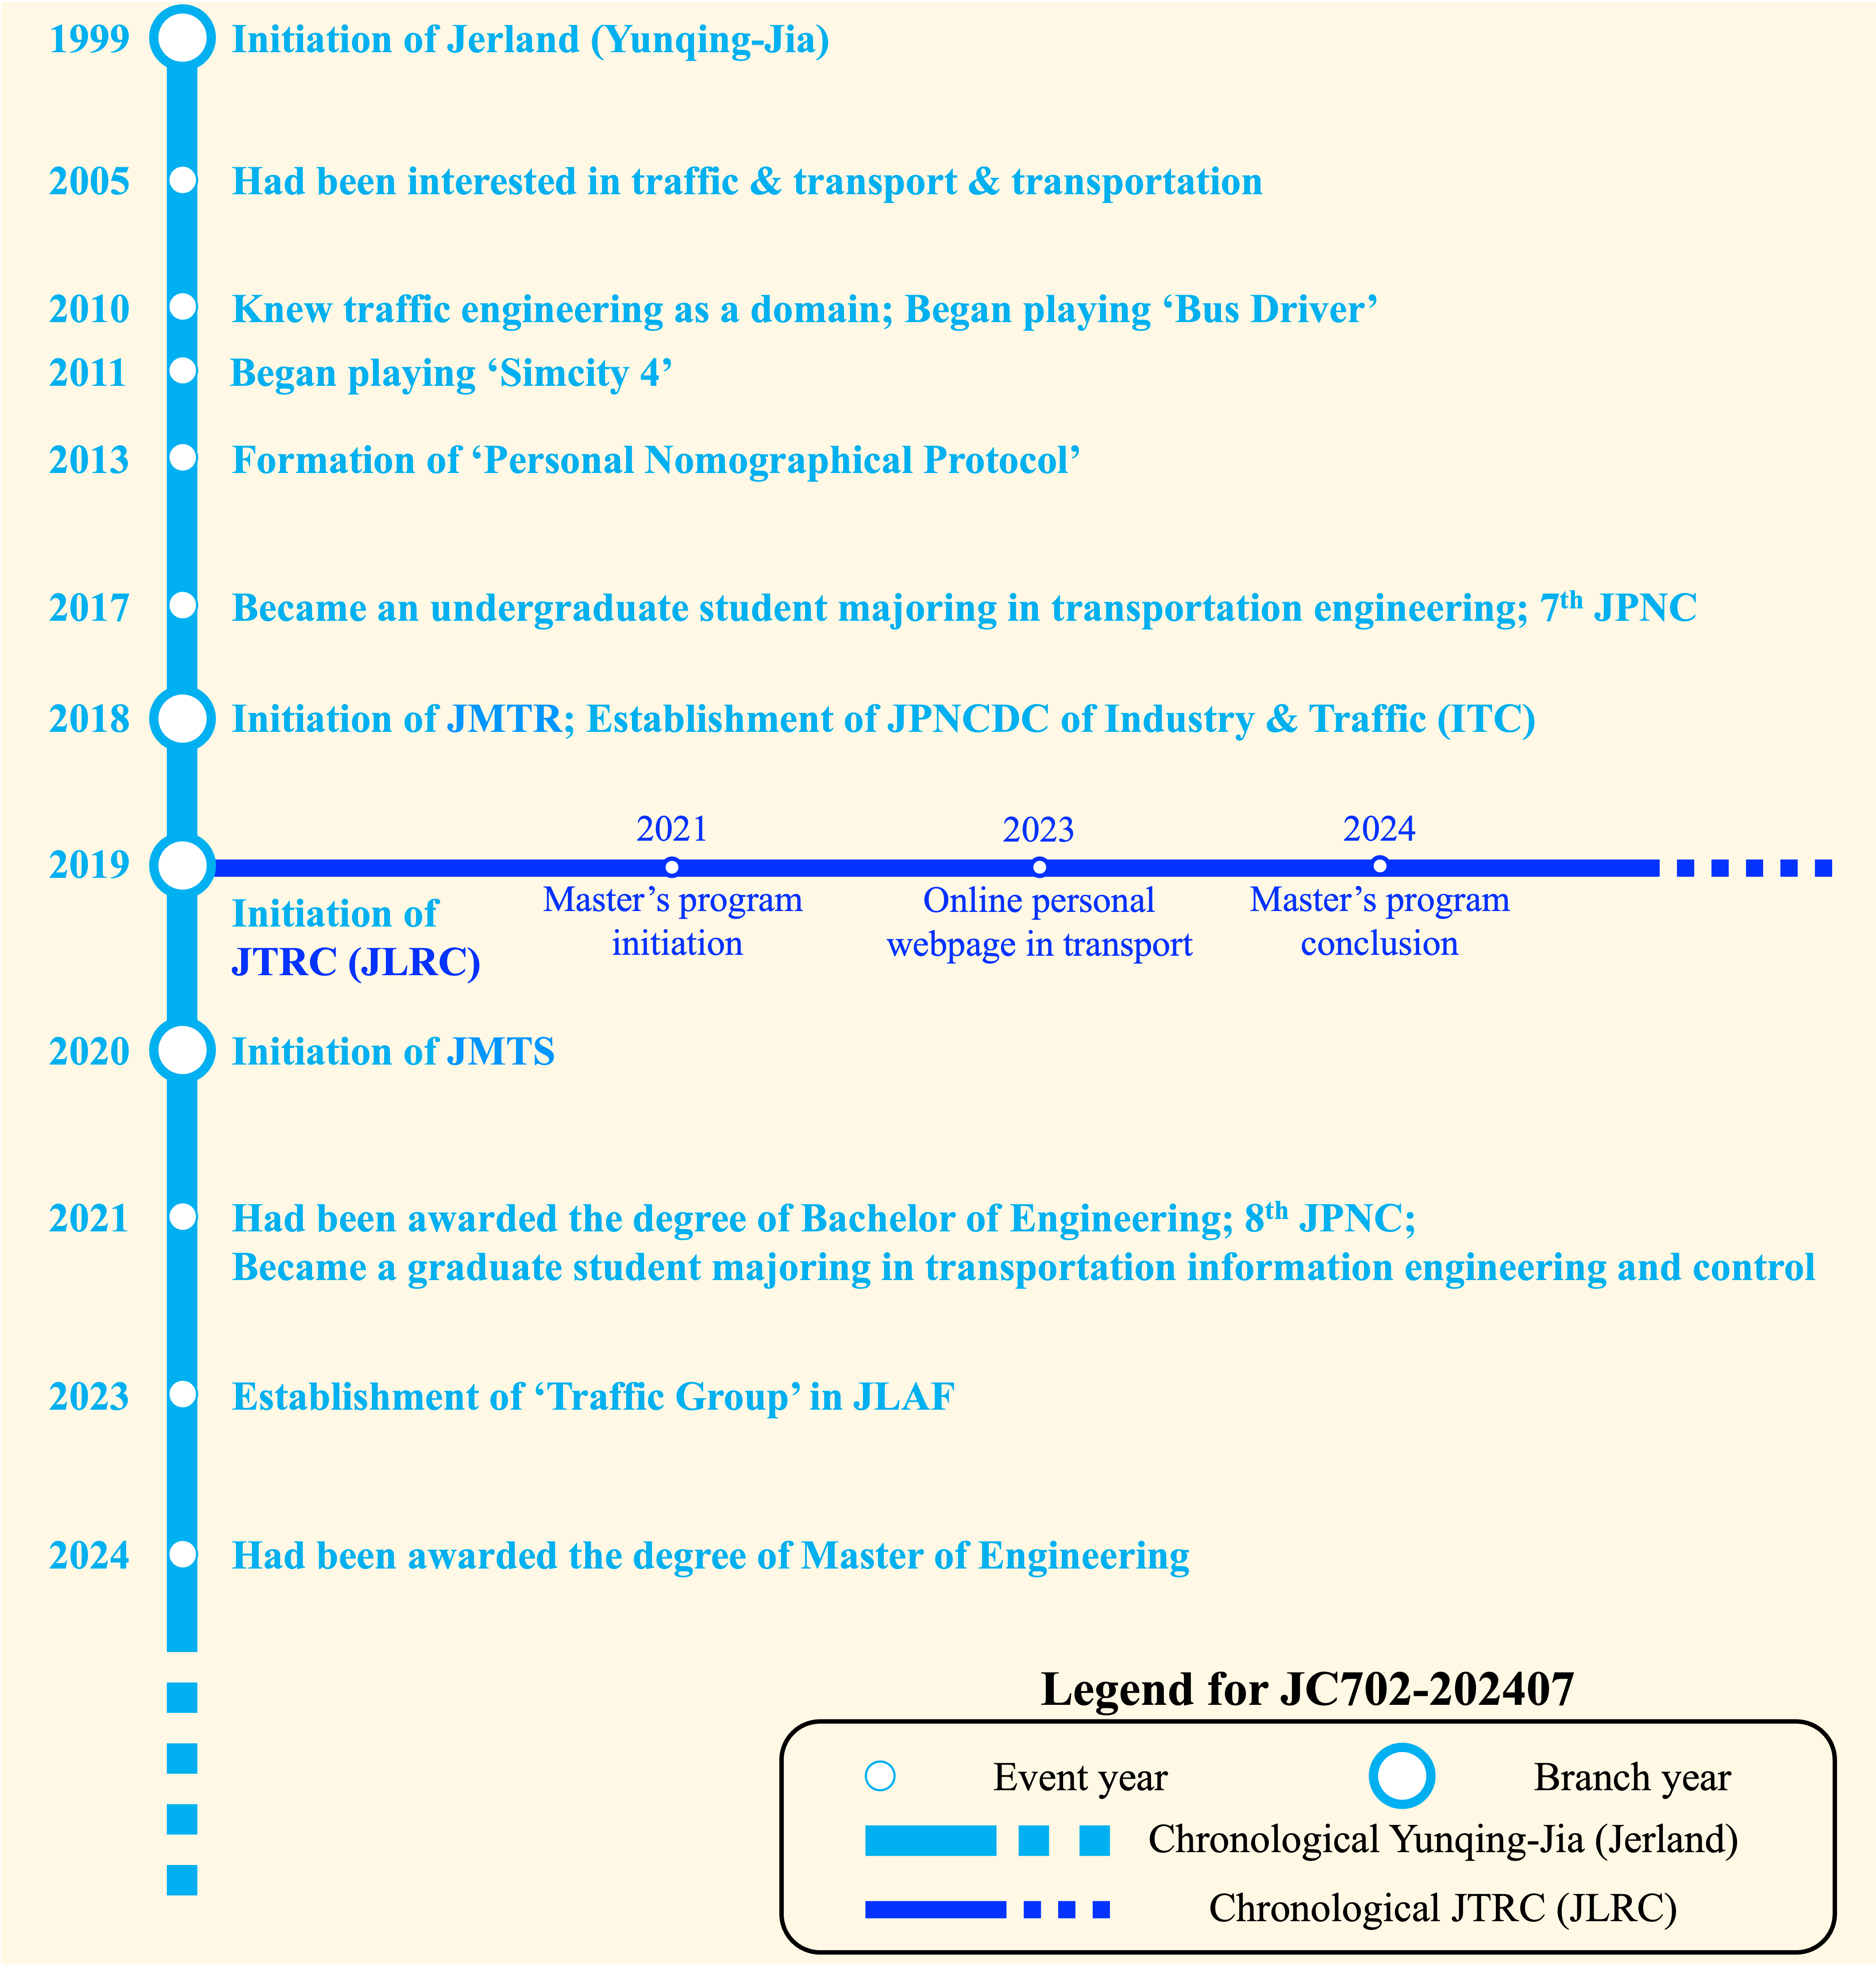 1999 Initiation of Jerland (Yunqing-Jia)
2005 Had been interested in traffic & transport & transportation
2010 Knew traffic engineering as a domain; Began playing ‘Bus Driver’
2011 Began playing ‘Simcity 4’
2013 Formation of ‘Personal Nomographical Protocol’
2017 Became an undergraduate student majoring in transportation engineering; 7th JPNC
2018 Initiation of JMTR; Establishment of JPNCDC of Industry & Traffic (ITC)
2019
Initiation of
JTRC (JLRC)
2021
Master’s program
initiation
2023
Online personal
webpage in transport
2024
Master’s program
conclusion
2020 Initiation of JMTS
2021 Had been awarded the degree of Bachelor of Engineering; 8th JPNC;
Became a graduate student majoring in transportation information engineering and control
2023 Establishment of ‘Traffic Group’ in JLAF
2024 Had been awarded the degree of Master of Engineering
Legend for JC702-202407
Event year
Branch year
Chronological Yunqing-Jia (Jerland)
Chronological JTRC (JLRC)